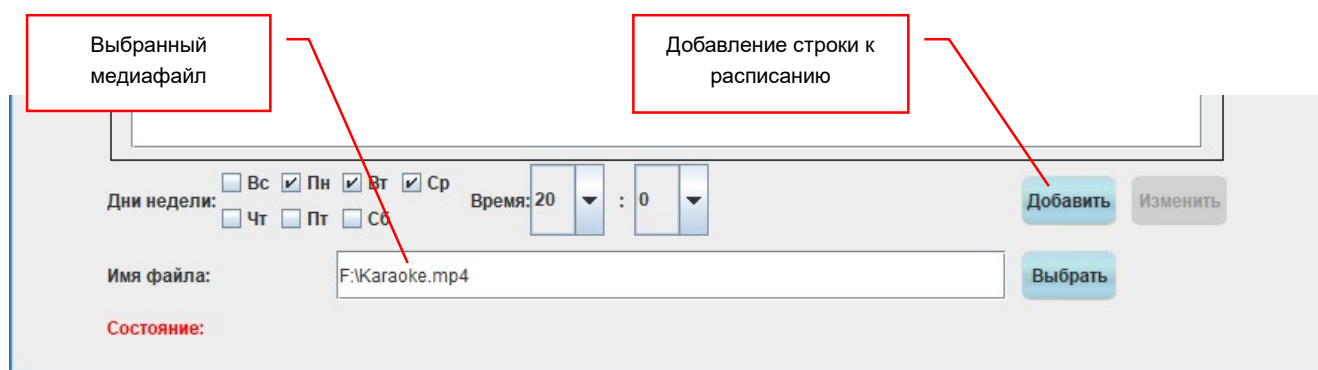 Выбранный
медиафайл
Добавление строки к
расписанию
Дни недели: Вс Пн Вт Ср Время: 20 : 0 Добавить Изменить
Чт Пт Сб
Имя файла: F:\Karaoke.mp4 Выбрать
Состояние: